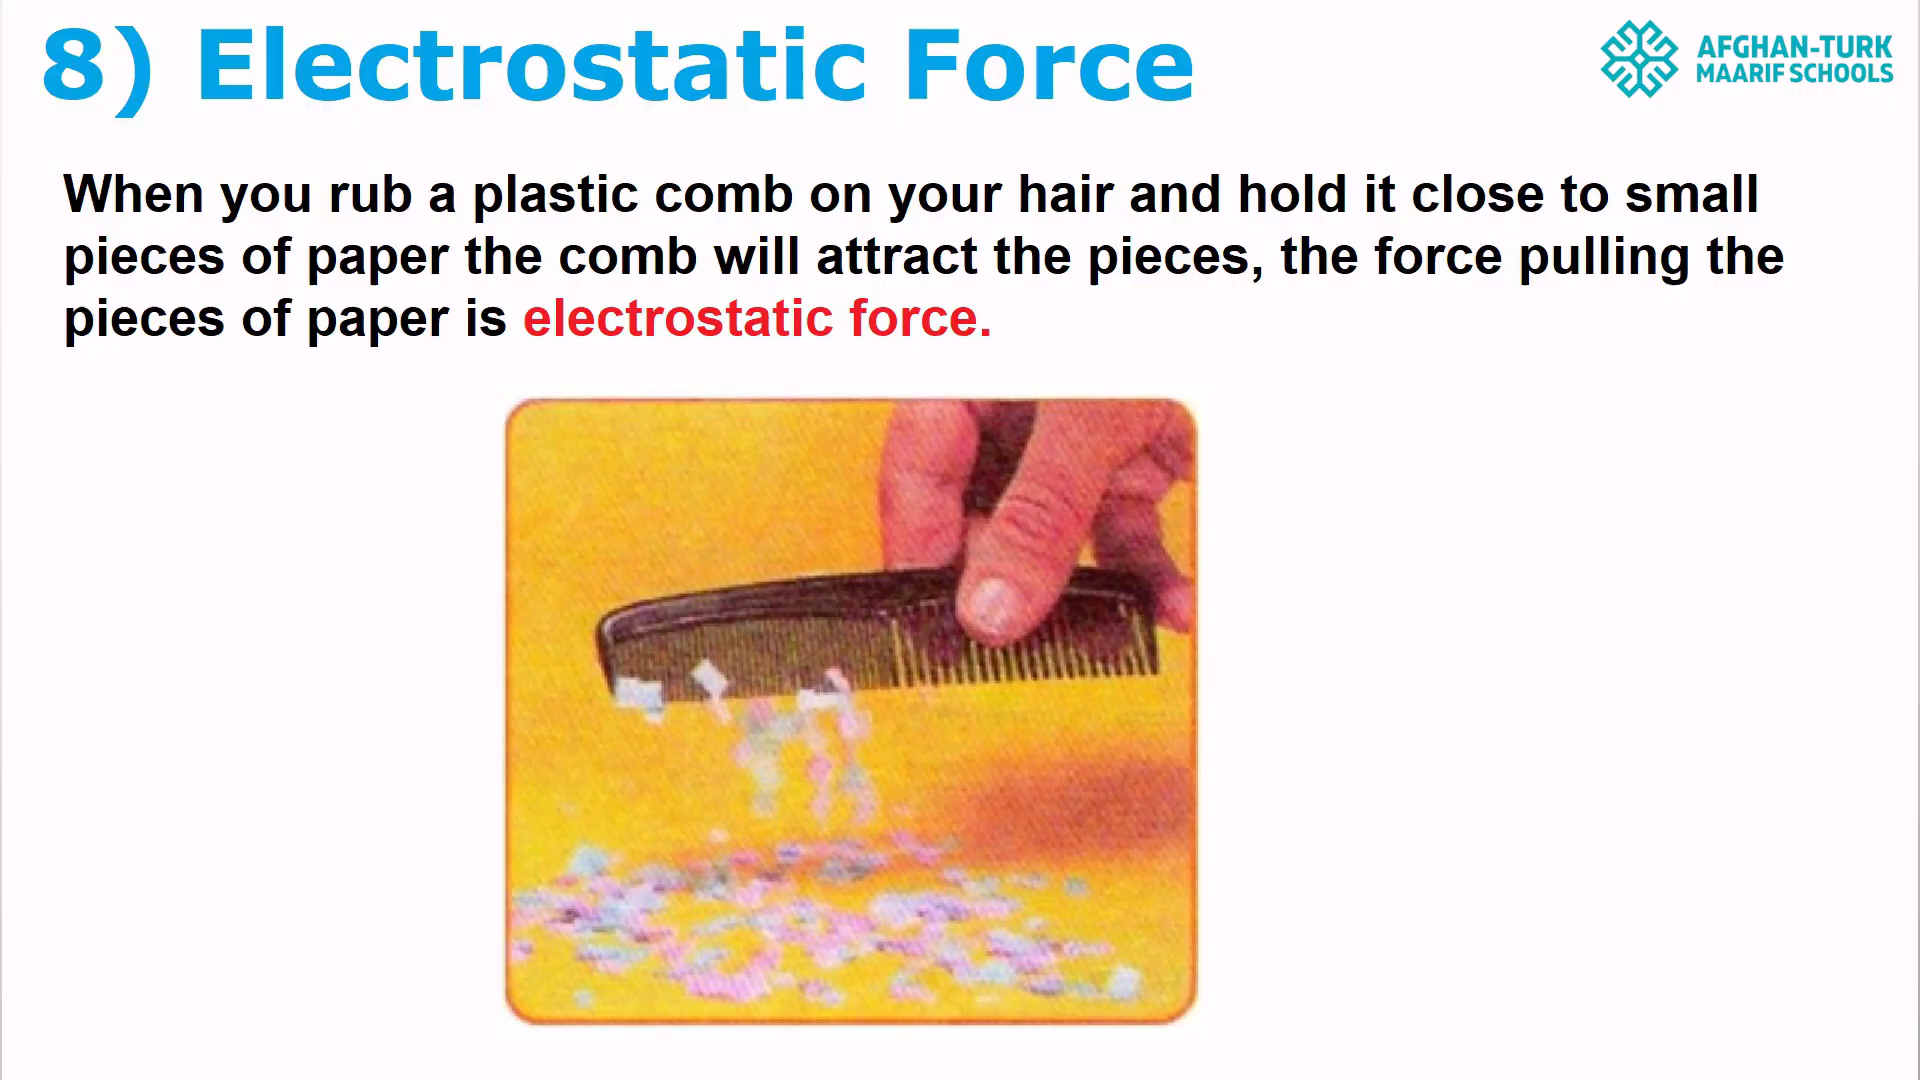 8) Electrostatic Force
AFGHAN-TURK
MAARIF SCHOOLS
When you rub a plastic comb on your hair and hold it close to small
pieces of paper the comb will attract the pieces, the force pulling the
pieces of paper is electrostatic force.